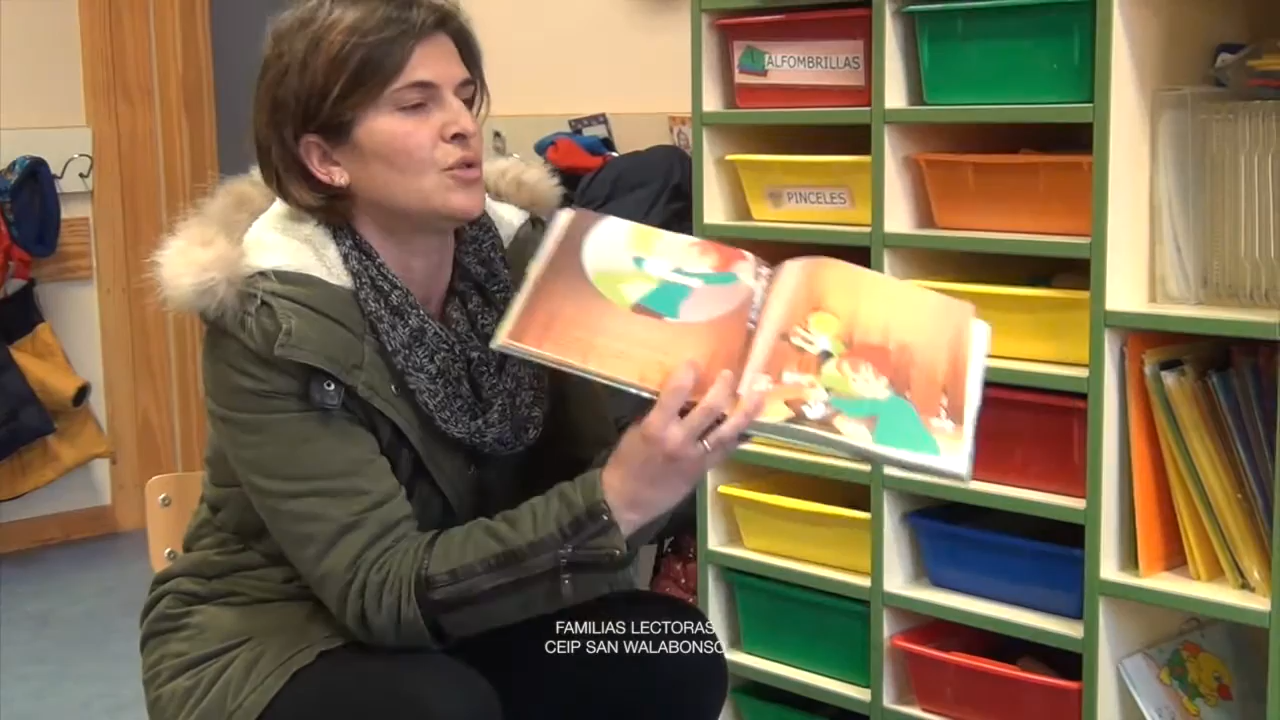 ALFOMBRILLAS
PINCELES
FAMILIAS LECTORAS
CEIP SAN WALABONSO